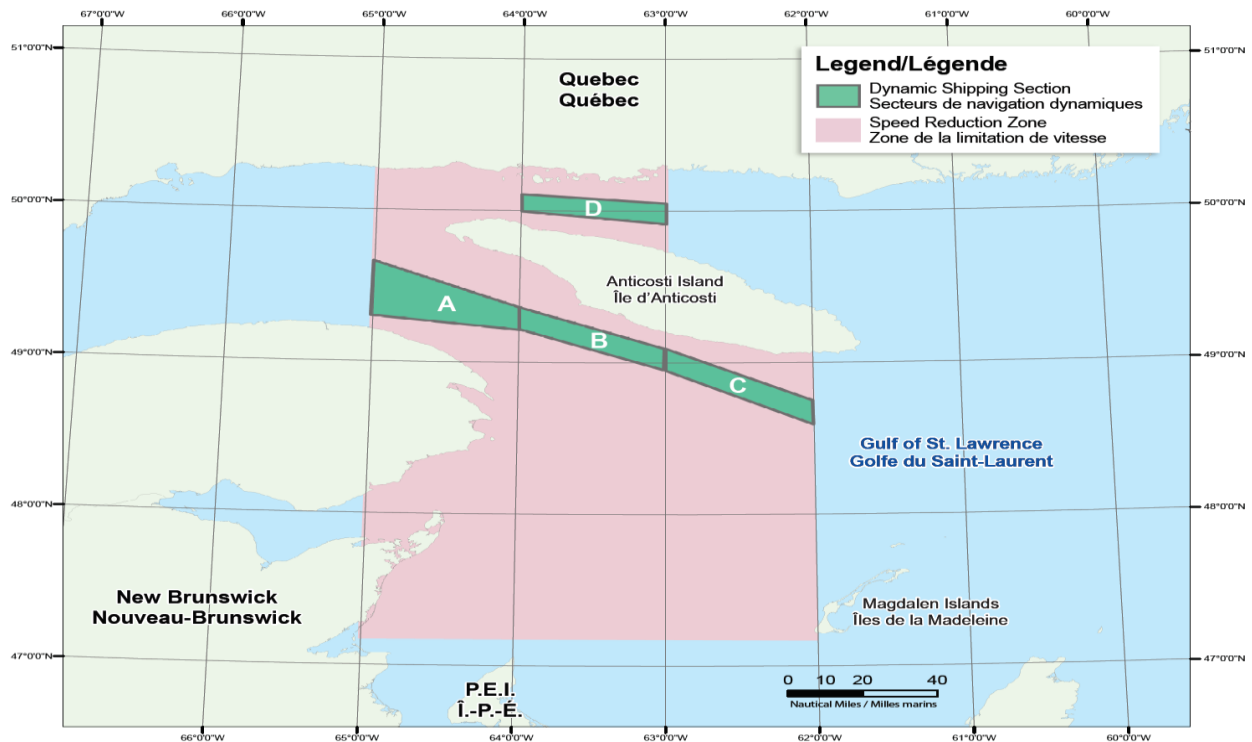 67°0'0"W 66°0'0"W 65°0'0"W 64°0'0"W 63°0'0"W 62°0'0"W 61°0'0"W 60°0'0"W
51°0'0"N 51°0'0"N
Legend/Légende
Dynamic Shipping Section
Secteurs de navigation dynamiques
Speed Reduction Zone
Zone de la limitation de vitesse
Quebec
Québec
50°0'0"N 50°0'0"N
D
Anticosti Island
Île d'Anticosti
A
B
C
49°0'0"N 49°0'0"N
Gulf of St. Lawrence
Golfe du Saint-Laurent
48°0'0"N 48°0'0"N
New Brunswick
Nouveau-Brunswick
Magdalen Islands
Îles de la Madeleine
47°0'0"N 47°0'0"N
P.E.I.
Î.-P.-É.
0 10 20 40
Nautical Miles / Milles marins
66°0'0"W 65°0'0"W 64°0'0"W 63°0'0"W 62°0'0"W 61°0'0"W 60°0'0"W